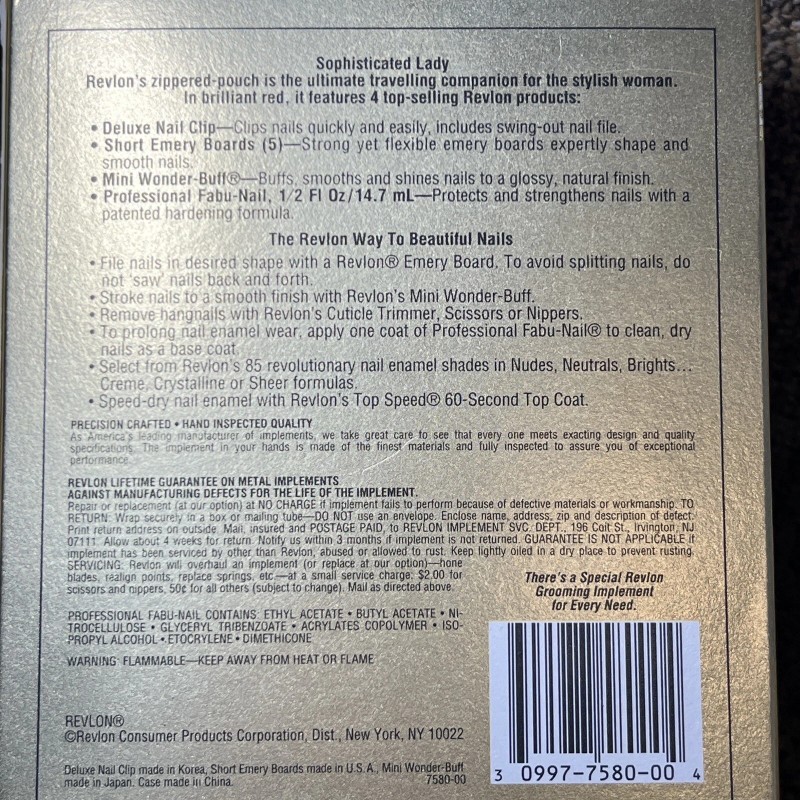 Sophisticated Lady
Revlon's zippered-pouch is the ultimate travelling companion for the stylish woman.
In brilliant red, it features 4 top-selling Revlon products:
• Deluxe Nail Clip—Clips nails quickly and easily, includes swing-out nail file.
• Short Emery Boards (5)—Strong yet flexible emery boards expertly shape and
smooth nails.
• Mini Wonder-Buff®—Buffs, smooths and shines nails to a glossy, natural finish.
• Professional Fabu-Nail, 1/2 Fl Oz/14.7 mL—Protects and strengthens nails with a
patented hardening formula.
The Revlon Way To Beautiful Nails
• File nails in desired shape with a Revlon® Emery Board. To avoid splitting nails, do
not 'saw' nails back and forth.
• Stroke nails to a smooth finish with Revlon's Mini Wonder-Buff.
• Remove hangnails with Revlon's Cuticle Trimmer, Scissors or Nippers.
• To prolong nail enamel wear, apply one coat of Professional Fabu-Nail® to clean, dry
nails as a base coat.
• Select from Revlon's 85 revolutionary nail enamel shades in Nudes, Neutrals, Brights...
Creme, Crystalline or Sheer formulas.
• Speed-dry nail enamel with Revlon's Top Speed® 60-Second Top Coat.
PRECISION CRAFTED • HAND INSPECTED QUALITY
As America's leading manufacturer of implements, we take great care to see that every one meets exacting design and quality
specifications. The implement in your hands is made of the finest materials and fully inspected to assure you of exceptional
performance.
REVLON LIFETIME GUARANTEE ON METAL IMPLEMENTS
AGAINST MANUFACTURING DEFECTS FOR THE LIFE OF THE IMPLEMENT.
Repair or replacement (at our option) at NO CHARGE if implement fails to perform because of defective materials or workmanship. TO
RETURN: Wrap securely in a box or mailing tube—DO NOT use an envelope. Enclose name, address, zip and description of defect.
Print return address on outside. Mail, insured and POSTAGE PAID, to REVLON IMPLEMENT SVC. DEPT., 196 Coit St., Irvington, NJ
07111. Allow about 4 weeks for return. Notify us within 3 months if implement is not returned. GUARANTEE IS NOT APPLICABLE if
implement has been serviced by other than Revlon, abused or allowed to rust. Keep lightly oiled in a dry place to prevent rusting.
SERVICING: Revlon will overhaul an implement (or replace at our option)—hone
blades, realign points, replace springs, etc.—at a small service charge: $2.00 for
scissors and nippers, 50¢ for all others (subject to change). Mail as directed above.
There's a Special Revlon
Grooming Implement
for Every Need.
PROFESSIONAL FABU-NAIL CONTAINS: ETHYL ACETATE • BUTYL ACETATE • NI-
TROCELLULOSE • GLYCERYL TRIBENZOATE • ACRYLATES COPOLYMER • ISO-
PROPYL ALCOHOL • ETOCRYLENE • DIMETHICONE
WARNING: FLAMMABLE—KEEP AWAY FROM HEAT OR FLAME
REVLON®
©Revlon Consumer Products Corporation, Dist., New York, NY 10022
Deluxe Nail Clip made in Korea, Short Emery Boards made in U.S.A., Mini Wonder-Buff
made in Japan. Case made in China. 7580-00
3 0997-7580-00 4